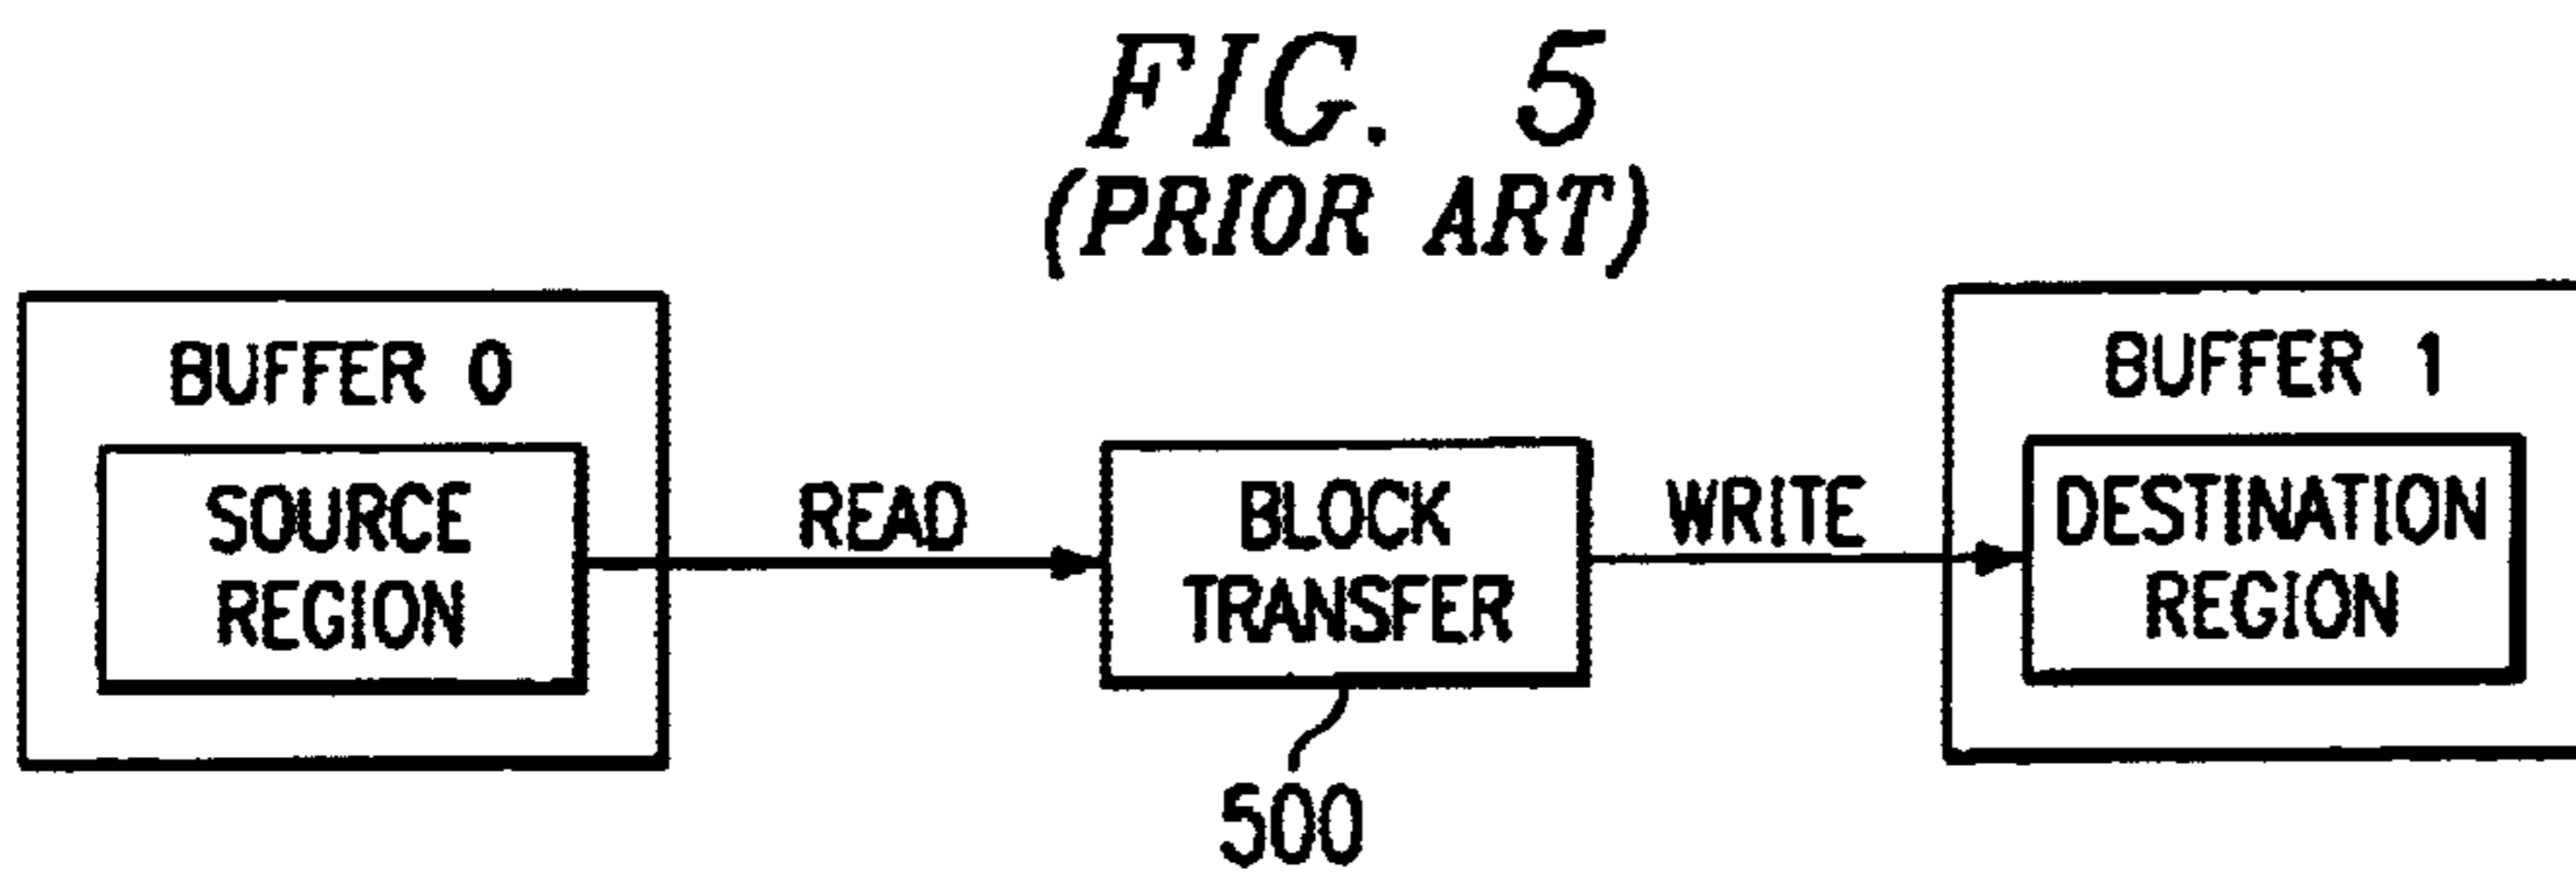 FIG. 5
(PRIOR ART)
BUFFER 0
SOURCE
REGION
READ
BLOCK
TRANSFER
500
WRITE
BUFFER 1
DESTINATION
REGION